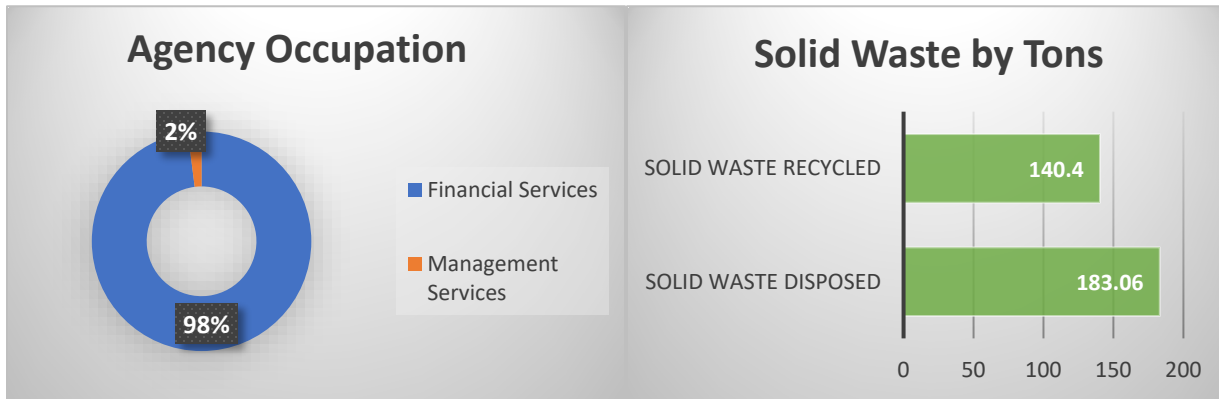 Agency Occupation
2%
98%
Financial Services
Management
Services
Solid Waste by Tons
SOLID WASTE RECYCLED
140.4
SOLID WASTE DISPOSED
183.06
0 50 100 150 200